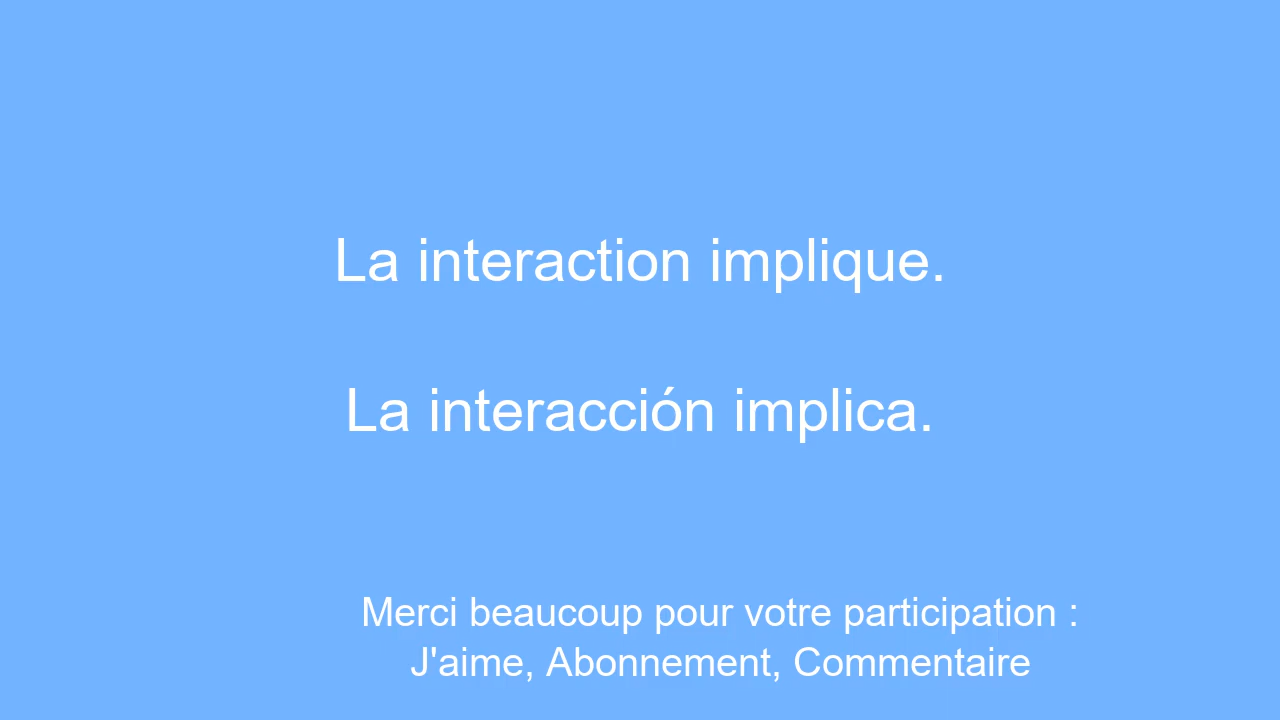 La interaction implique.
La interacción implica.
Merci beaucoup pour votre participation :
J'aime, Abonnement, Commentaire